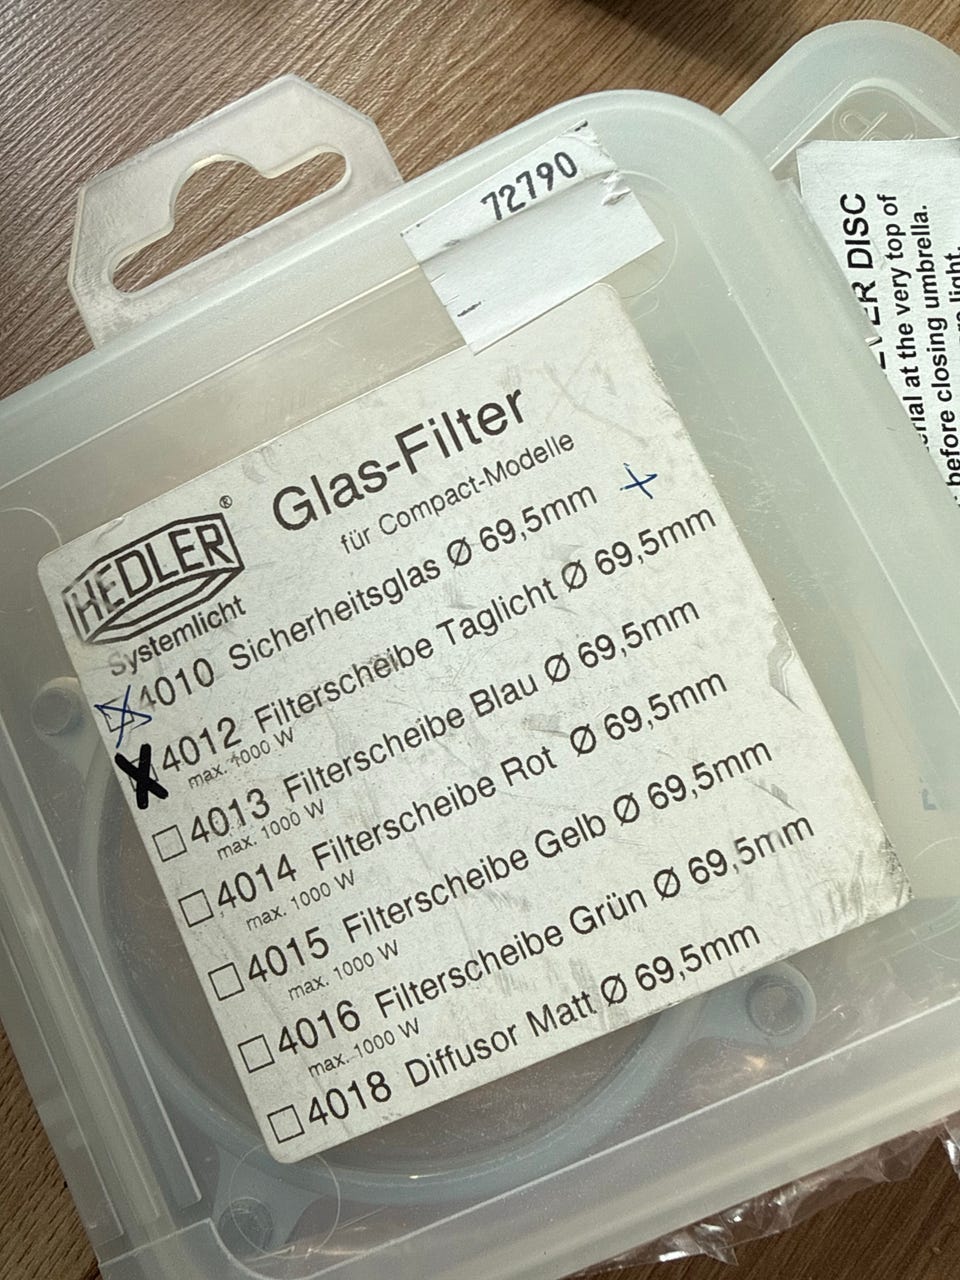 72790
HEDLER®
Systemlicht
Glas-Filter
für Compact-Modelle
4010 Sicherheitsglas Ø 69,5mm +
4012 Filterscheibe Taglicht Ø 69,5mm
max. 1000 W
4013 Filterscheibe Blau Ø 69,5mm
max. 1000 W
4014 Filterscheibe Rot Ø 69,5mm
max. 1000 W
4015 Filterscheibe Gelb Ø 69,5mm
max. 1000 W
4016 Filterscheibe Grün Ø 69,5mm
max. 1000 W
4018 Diffusor Matt Ø 69,5mm
DISC
at the very top of
before closing umbrella.
light.